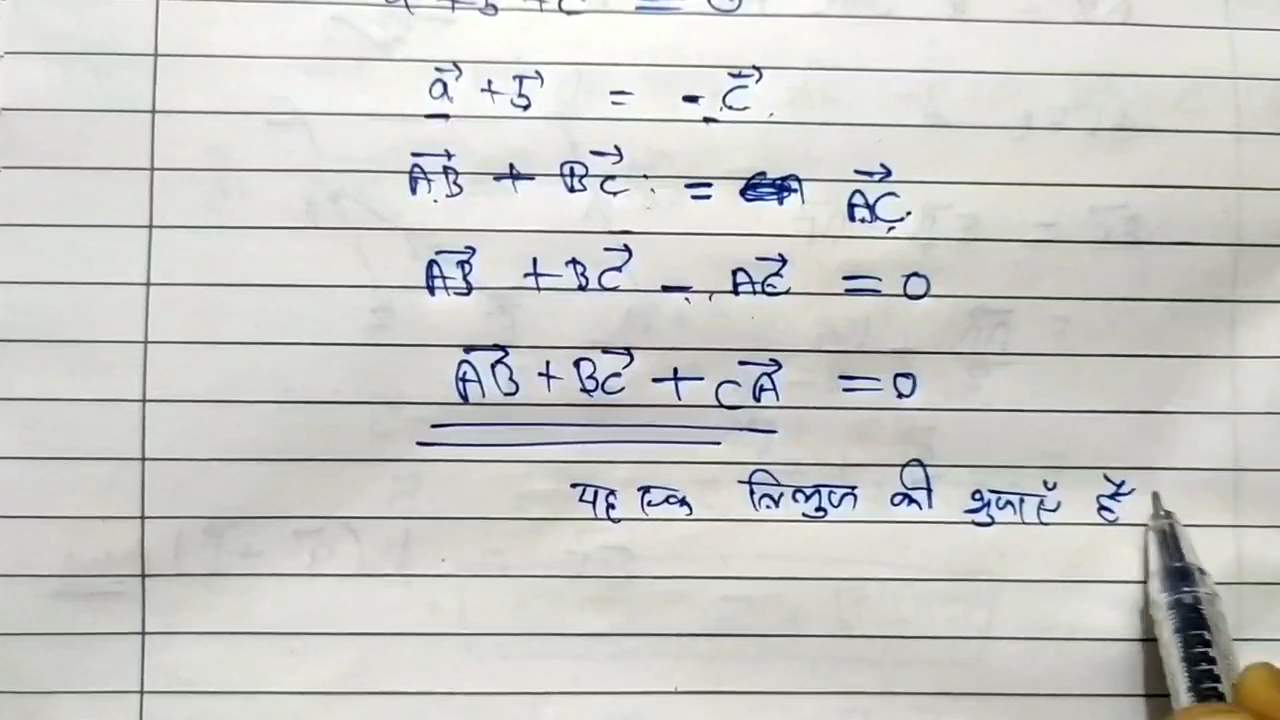 a⃗ + b⃗ = - c⃗
AB⃗ + BC⃗ = AC⃗
AB⃗ + BC⃗ - AC⃗ = 0
AB⃗ + BC⃗ + CA⃗ = 0
यह एक त्रिभुज की भुजाएँ हैं